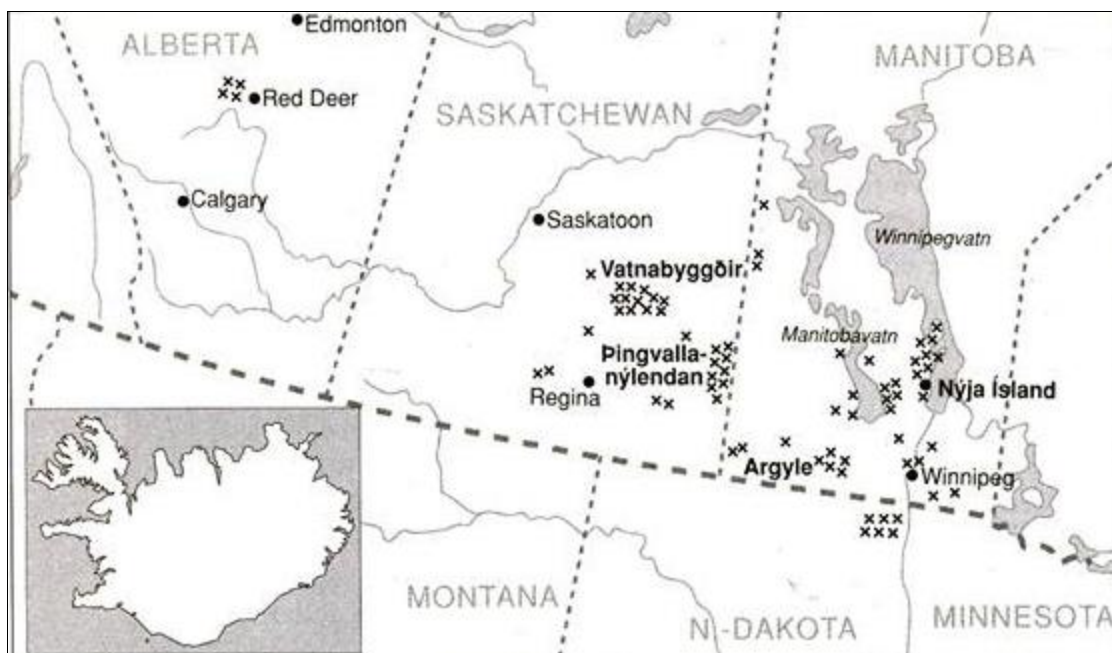 Edmonton
ALBERTA
MANITOBA
Red Deer
SASKATCHEWAN
Calgary
Saskatoon
Winnipegvatn
Vatnabyggðir
Manitobavatn
Þingvalla-
nýlendan
Regina
Nýja Ísland
Argyle
Winnipeg
MONTANA
N-DAKOTA
MINNESOTA